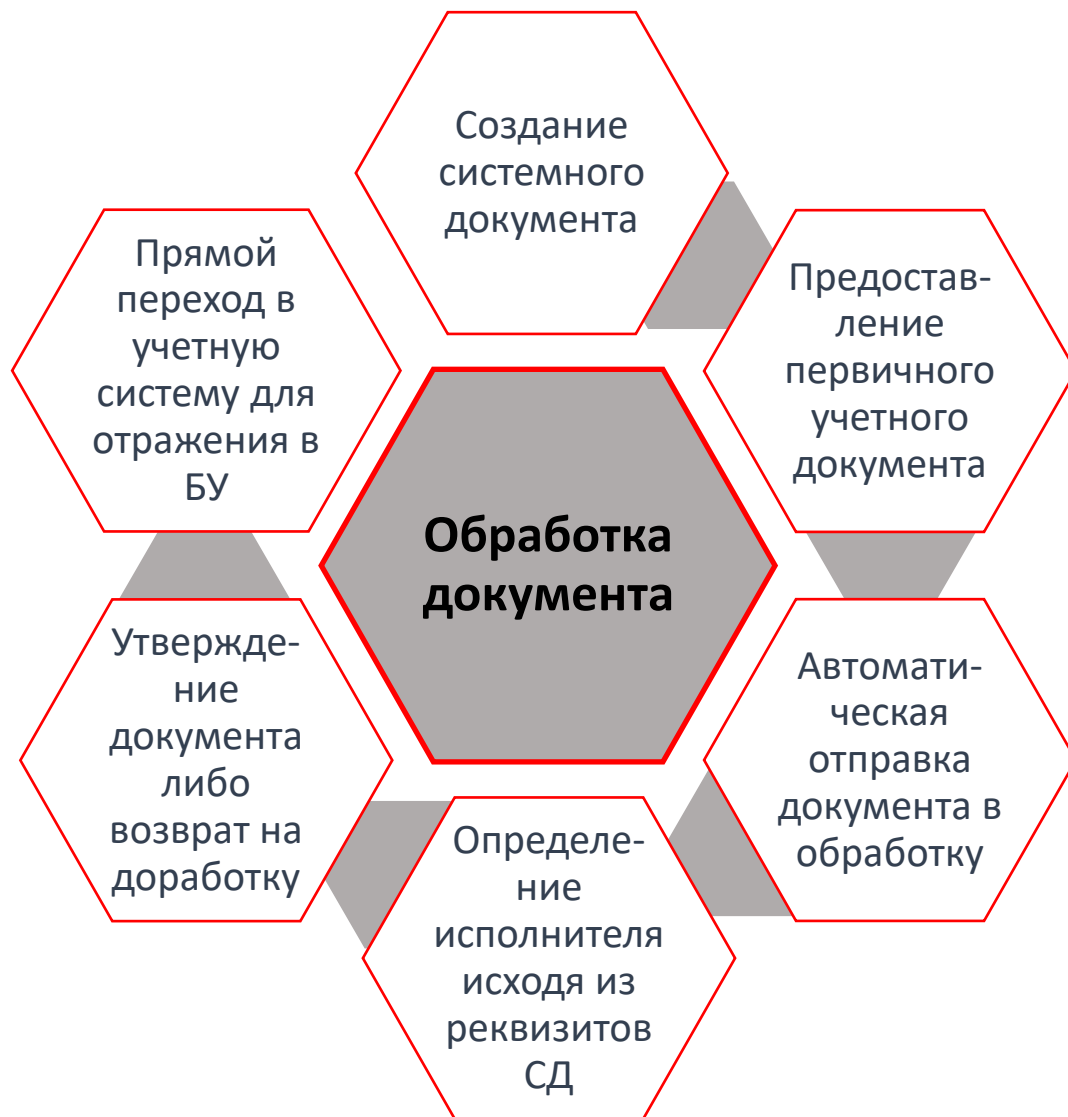 Создание
системного
документа
Предостав-
ление
первичного
учетного
документа
Автомати-
ческая
отправка
документа в
обработку
Определе-
ние
исполнителя
исходя из
реквизитов
СД
Утвержде-
ние
документа
либо
возврат на
доработку
Прямой
переход в
учетную
систему для
отражения в
БУ
Обработка
документа